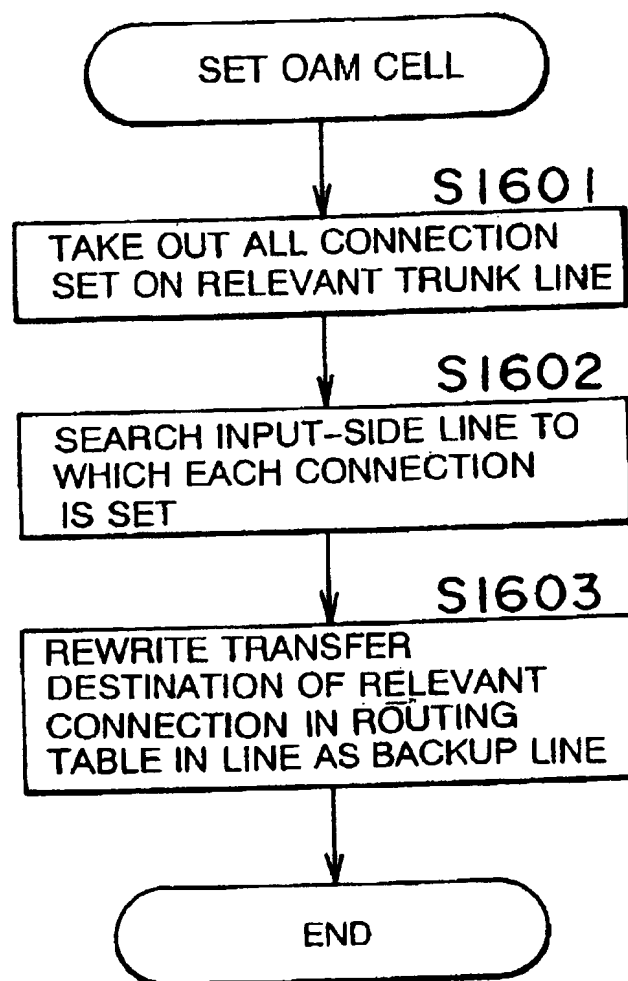 SET OAM CELL
S1601
TAKE OUT ALL CONNECTION
SET ON RELEVANT TRUNK LINE
S1602
SEARCH INPUT-SIDE LINE TO
WHICH EACH CONNECTION
IS SET
S1603
REWRITE TRANSFER
DESTINATION OF RELEVANT
CONNECTION IN ROUTING
TABLE IN LINE AS BACKUP LINE
END